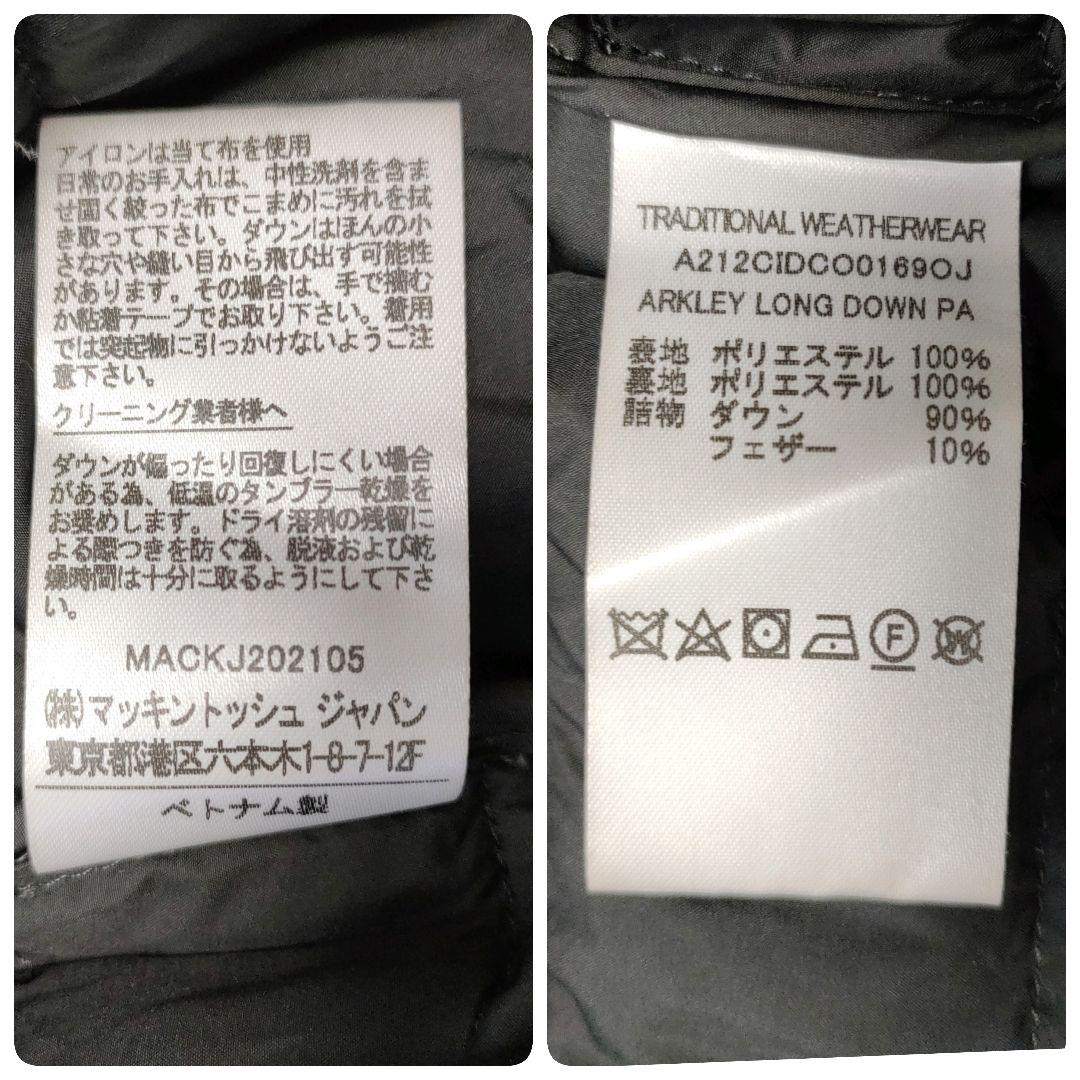 アイロンは当て布を使用
日常のお手入れは、中性洗剤を含ま
せ固く絞った布でこまめに汚れを拭
き取って下さい。ダウンはほんの小
さな穴や縫い目から飛び出す可能性
があります。その場合は、手で摘む
か粘着テープでお取り下さい。着用
では突起物に引っかけないようご注
意下さい。
クリーニング業者様へ
ダウンが偏ったり回復しにくい場合
がある為、低温のタンブラー乾燥を
お奨めします。ドライ溶剤の残留に
よる際つきを防ぐ為、脱液および乾
燥時間は十分に取るようにして下さ
い。
MACKJ202105
(株)マッキントッシュ ジャパン
東京都港区六本木1-8-7-12F
ベトナム製
TRADITIONAL WEATHERWEAR
A212CIDCO0169OJ
ARKLEY LONG DOWN PA
表地 ポリエステル 100%
裏地 ポリエステル 100%
詰物 ダウン 90%
フェザー 10%
F
W